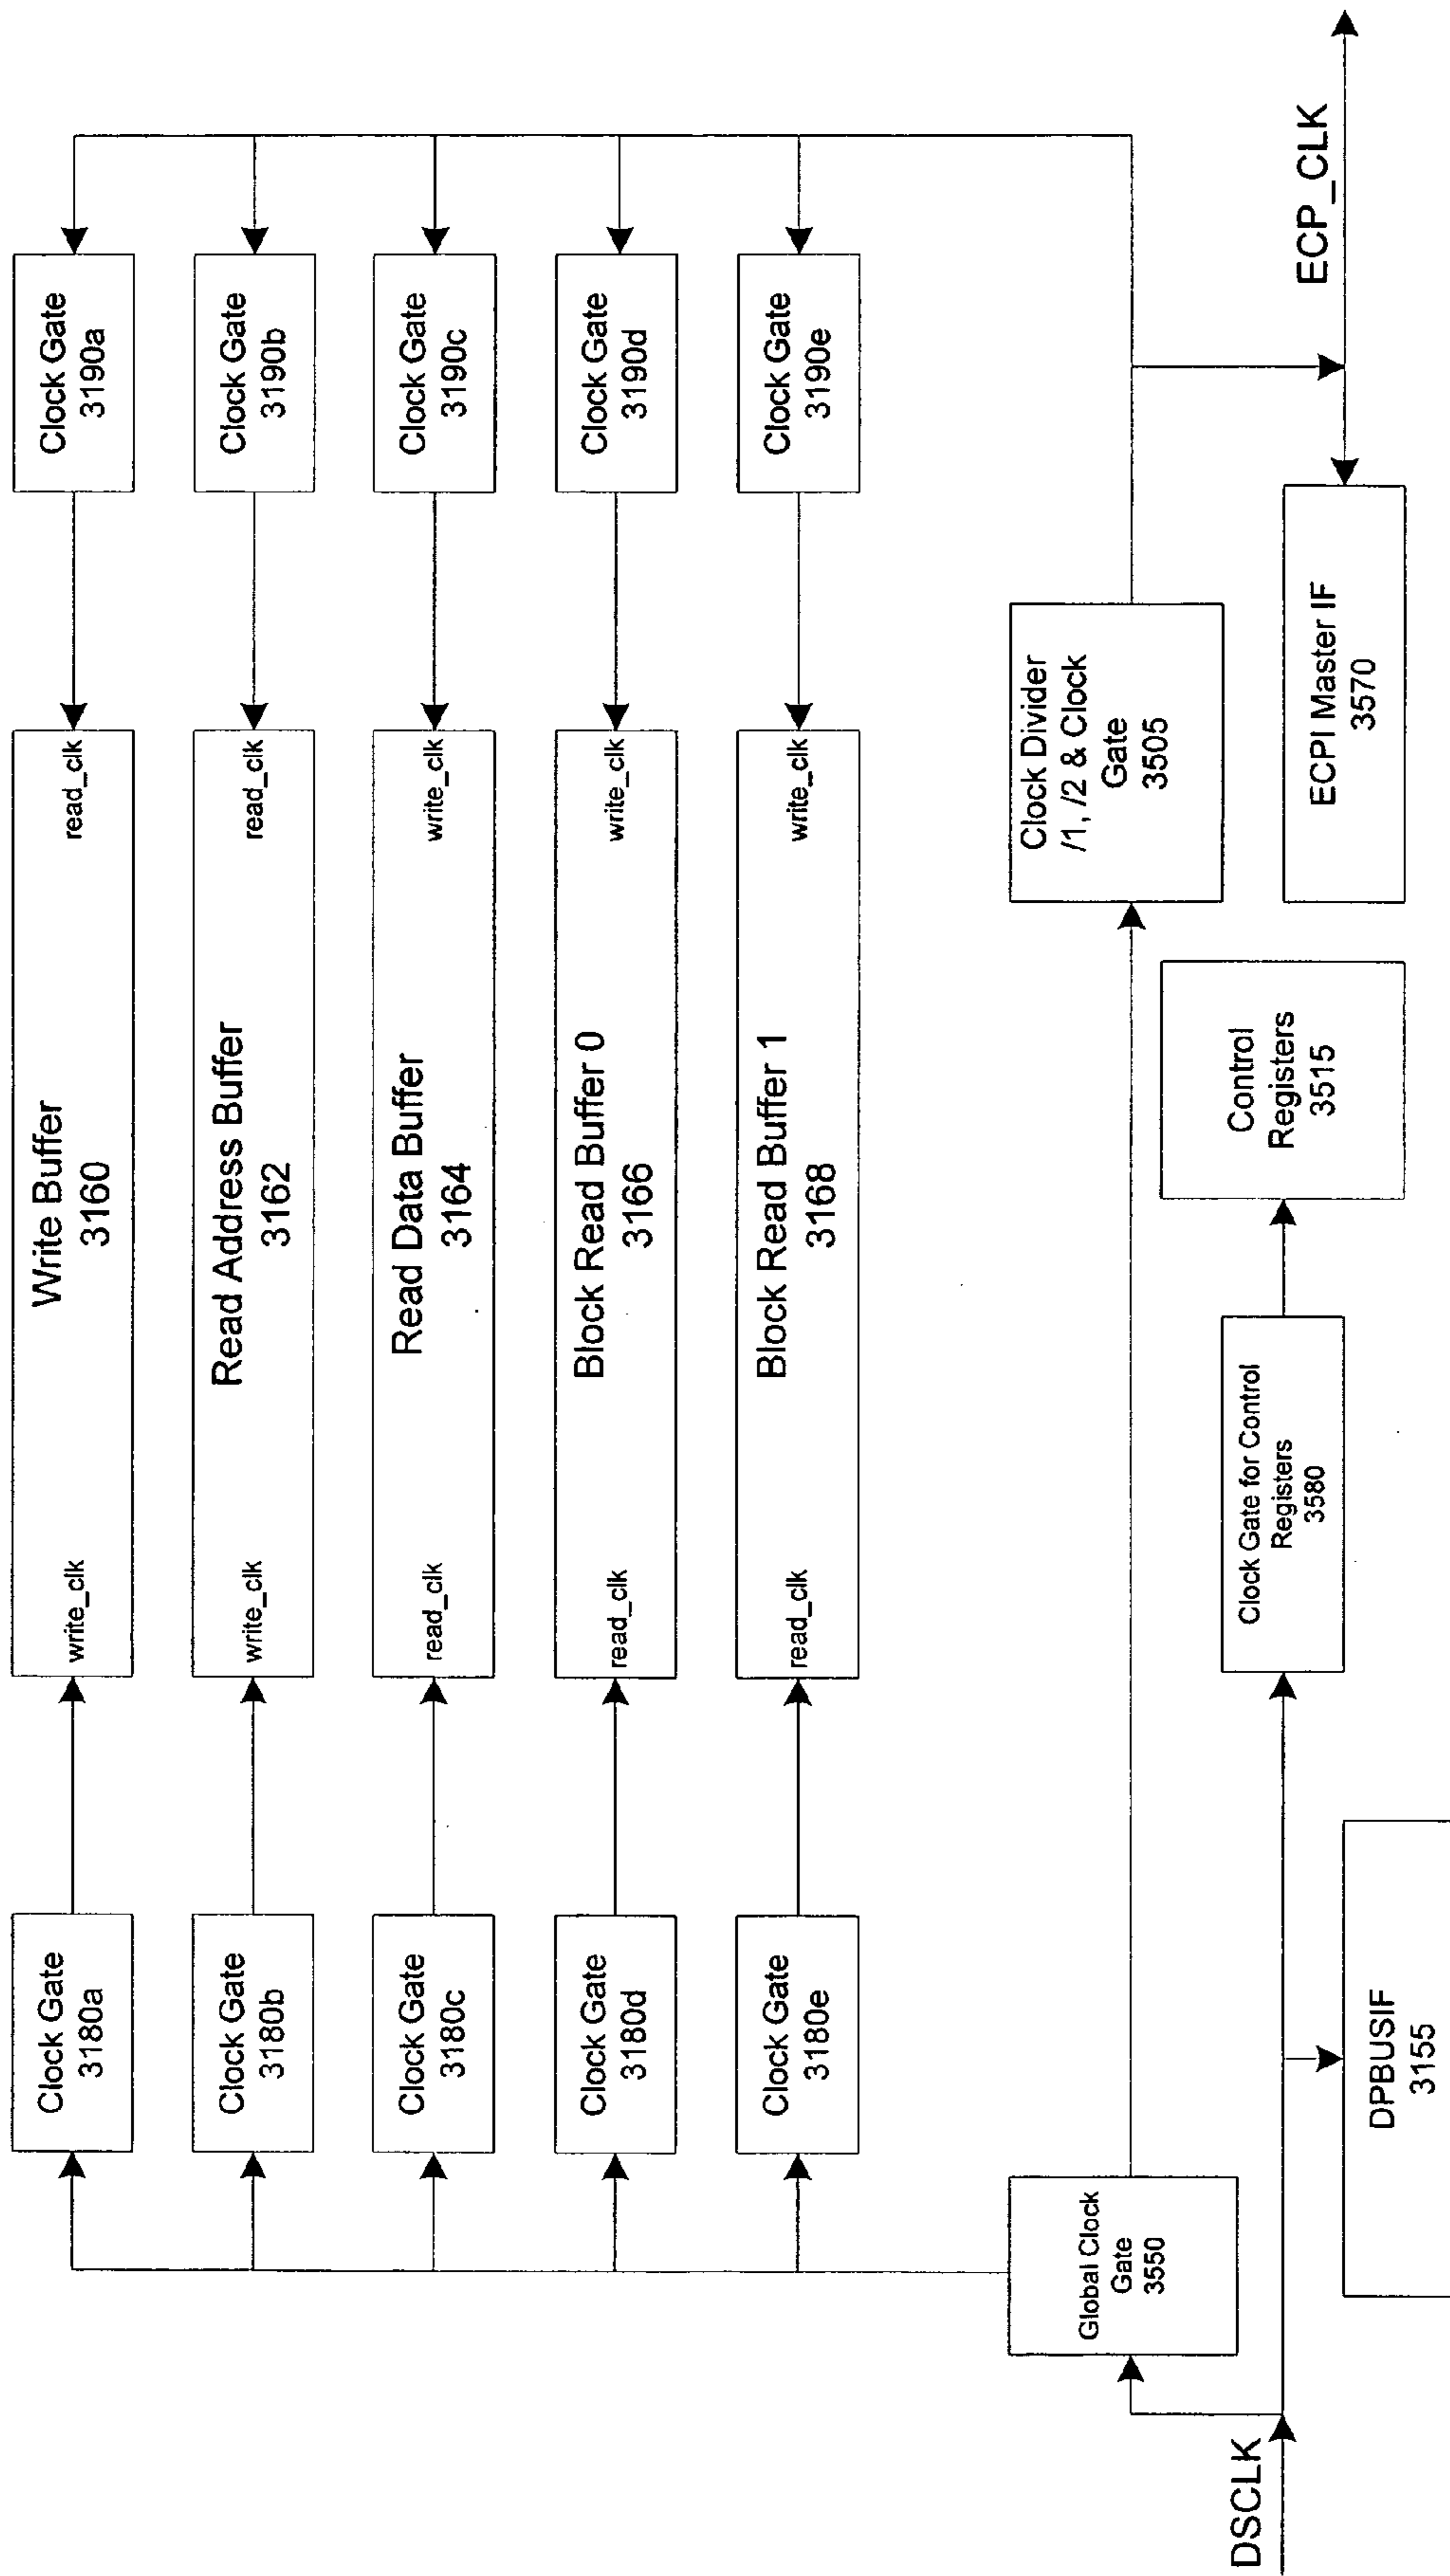 Clock Gate
3180a
write_clk
Write Buffer
3160
read_clk
Clock Gate
3190a
Clock Gate
3180b
write_clk
Read Address Buffer
3162
read_clk
Clock Gate
3190b
Clock Gate
3180c
read_clk
Read Data Buffer
3164
write_clk
Clock Gate
3190c
Clock Gate
3180d
read_clk
Block Read Buffer 0
3166
write_clk
Clock Gate
3190d
Clock Gate
3180e
read_clk
Block Read Buffer 1
3168
write_clk
Clock Gate
3190e
Global Clock
Gate
3550
Clock Divider
/1, /2 & Clock
Gate
3505
DSCLK
Clock Gate for Control
Registers
3580
Control
Registers
3515
ECP_CLK
DPBUSIF
3155
ECPI Master IF
3570